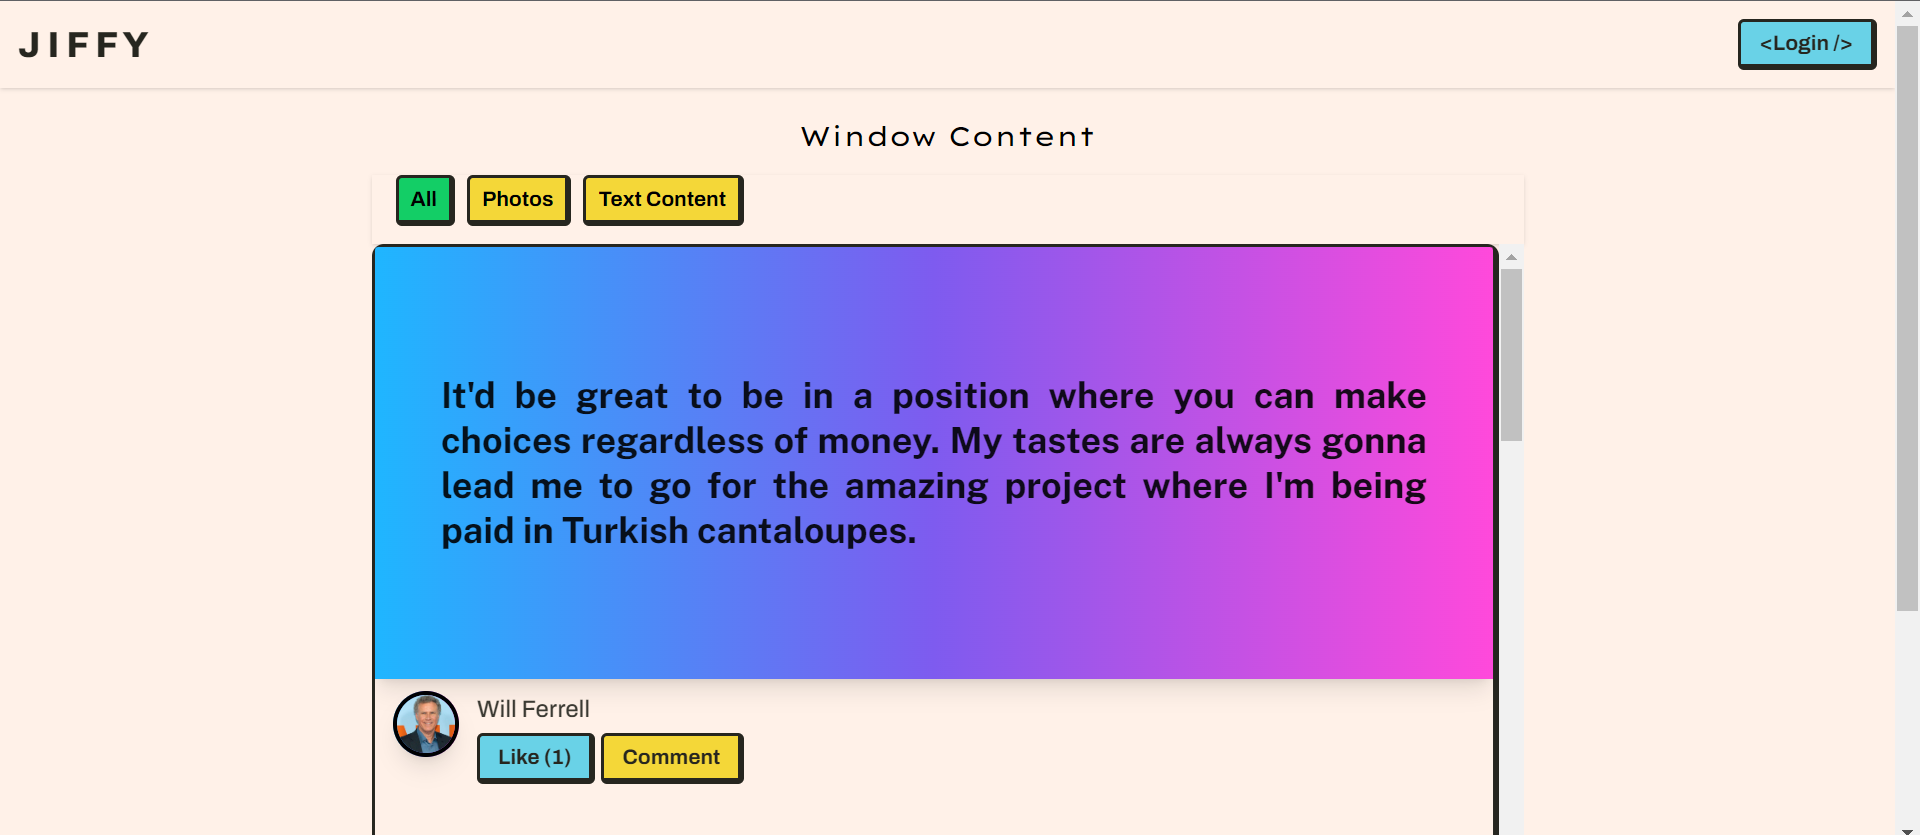 JIFFY
<Login />
Window Content
All
Photos
Text Content
It'd be great to be in a position where you can make
choices regardless of money. My tastes are always gonna
lead me to go for the amazing project where I'm being
paid in Turkish cantaloupes.
Will Ferrell
Like (1)
Comment